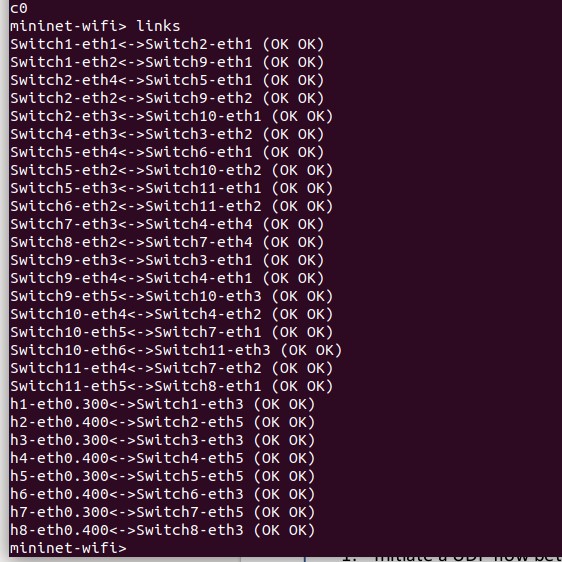 c0
mininet-wifi> links
Switch1-eth1<->Switch2-eth1 (OK OK)
Switch1-eth2<->Switch9-eth1 (OK OK)
Switch2-eth4<->Switch5-eth1 (OK OK)
Switch2-eth2<->Switch9-eth2 (OK OK)
Switch2-eth3<->Switch10-eth1 (OK OK)
Switch4-eth3<->Switch3-eth2 (OK OK)
Switch5-eth4<->Switch6-eth1 (OK OK)
Switch5-eth2<->Switch10-eth2 (OK OK)
Switch5-eth3<->Switch11-eth1 (OK OK)
Switch6-eth2<->Switch11-eth2 (OK OK)
Switch7-eth3<->Switch4-eth4 (OK OK)
Switch8-eth2<->Switch7-eth4 (OK OK)
Switch9-eth3<->Switch3-eth1 (OK OK)
Switch9-eth4<->Switch4-eth1 (OK OK)
Switch9-eth5<->Switch10-eth3 (OK OK)
Switch10-eth4<->Switch4-eth2 (OK OK)
Switch10-eth5<->Switch7-eth1 (OK OK)
Switch10-eth6<->Switch11-eth3 (OK OK)
Switch11-eth4<->Switch7-eth2 (OK OK)
Switch11-eth5<->Switch8-eth1 (OK OK)
h1-eth0.300<->Switch1-eth3 (OK OK)
h2-eth0.400<->Switch2-eth5 (OK OK)
h3-eth0.300<->Switch3-eth3 (OK OK)
h4-eth0.400<->Switch4-eth5 (OK OK)
h5-eth0.300<->Switch5-eth5 (OK OK)
h6-eth0.400<->Switch6-eth3 (OK OK)
h7-eth0.300<->Switch7-eth5 (OK OK)
h8-eth0.400<->Switch8-eth3 (OK OK)
mininet-wifi>